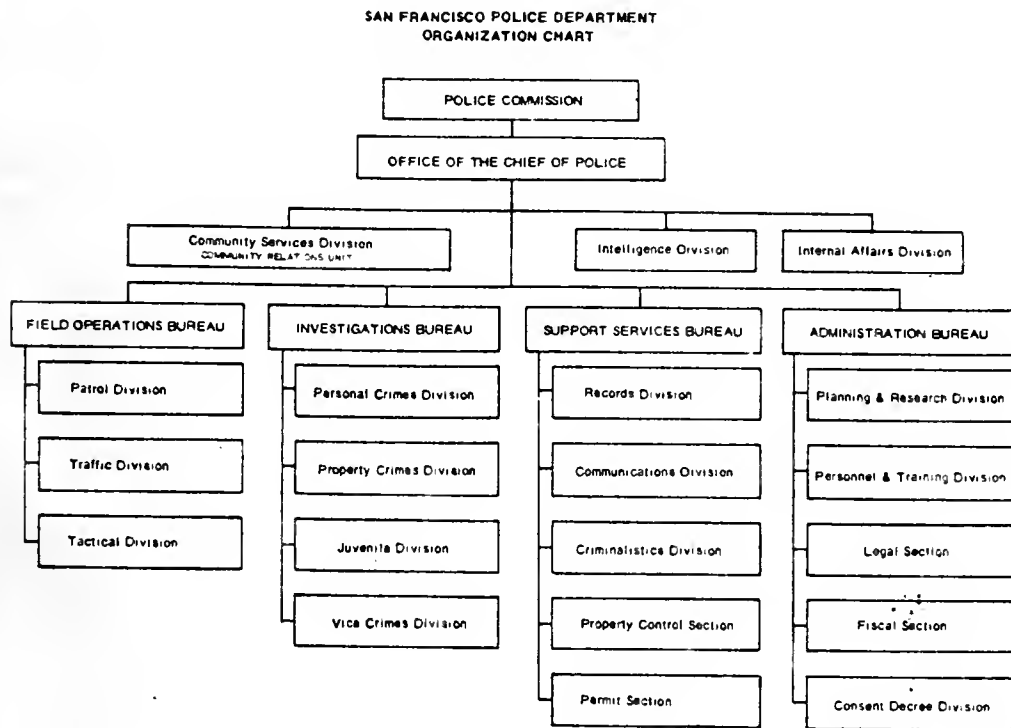 SAN FRANCISCO POLICE DEPARTMENT
ORGANIZATION CHART
POLICE COMMISSION
OFFICE OF THE CHIEF OF POLICE
Community Services Division
COMMUNITY RELATIONS UNIT
Intelligence Division
Internal Affairs Division
FIELD OPERATIONS BUREAU
Patrol Division
Traffic Division
Tactical Division
INVESTIGATIONS BUREAU
Personal Crimes Division
Property Crimes Division
Juvenile Division
Vice Crimes Division
SUPPORT SERVICES BUREAU
Records Division
Communications Division
Criminalistics Division
Property Control Section
Permit Section
ADMINISTRATION BUREAU
Planning & Research Division
Personnel & Training Division
Legal Section
Fiscal Section
Consent Decree Division